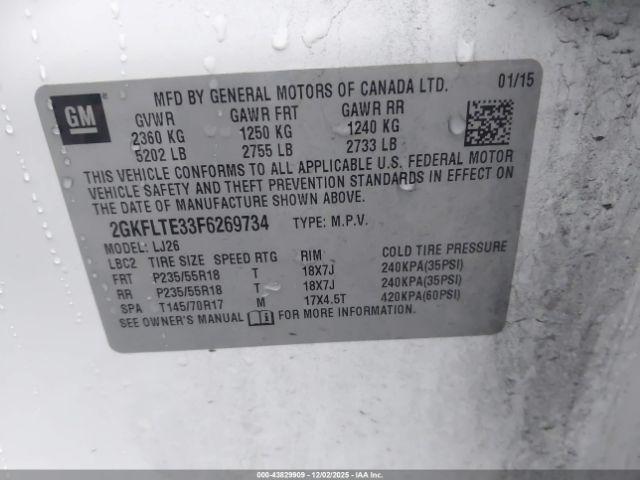 GM
MFD BY GENERAL MOTORS OF CANADA LTD. 01/15
GVWR GAWR FRT GAWR RR
2360 KG 1250 KG 1240 KG
5202 LB 2755 LB 2733 LB
THIS VEHICLE CONFORMS TO ALL APPLICABLE U.S. FEDERAL MOTOR
VEHICLE SAFETY AND THEFT PREVENTION STANDARDS IN EFFECT
ON THE DATE OF MANUFACTURE SHOWN ABOVE.
2GKFLTE33F6269734 TYPE: M.P.V.
MODEL: LJ26
LBC2 TIRE SIZE SPEED RTG RIM COLD TIRE PRESSURE
FRT P235/55R18 T 18X7J 240KPA(35PSI)
RR P235/55R18 T 18X7J 240KPA(35PSI)
SPA T145/70R17 M 17X4.5T 420KPA(60PSI)
SEE OWNER'S MANUAL FOR MORE INFORMATION.
000-43829909 - 12/02/2025 - IAAI.COM